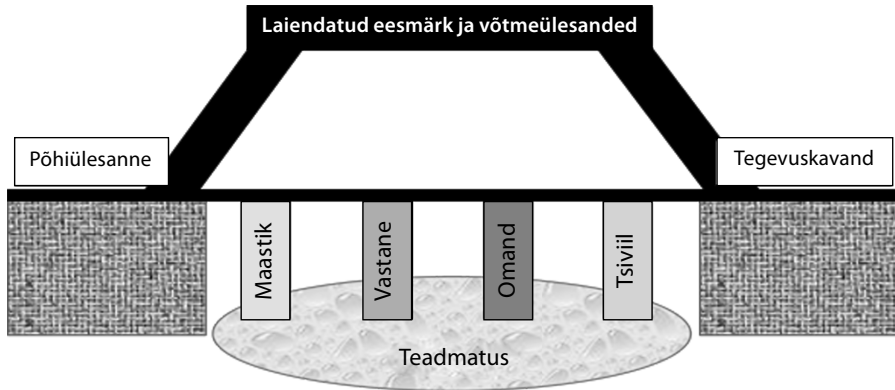 Laiendatud eesmärk ja võtmeülesanded
Põhiülesanne
Tegevuskavand
Maastik
Vastane
Omand
Tsiviil
Teadmatus